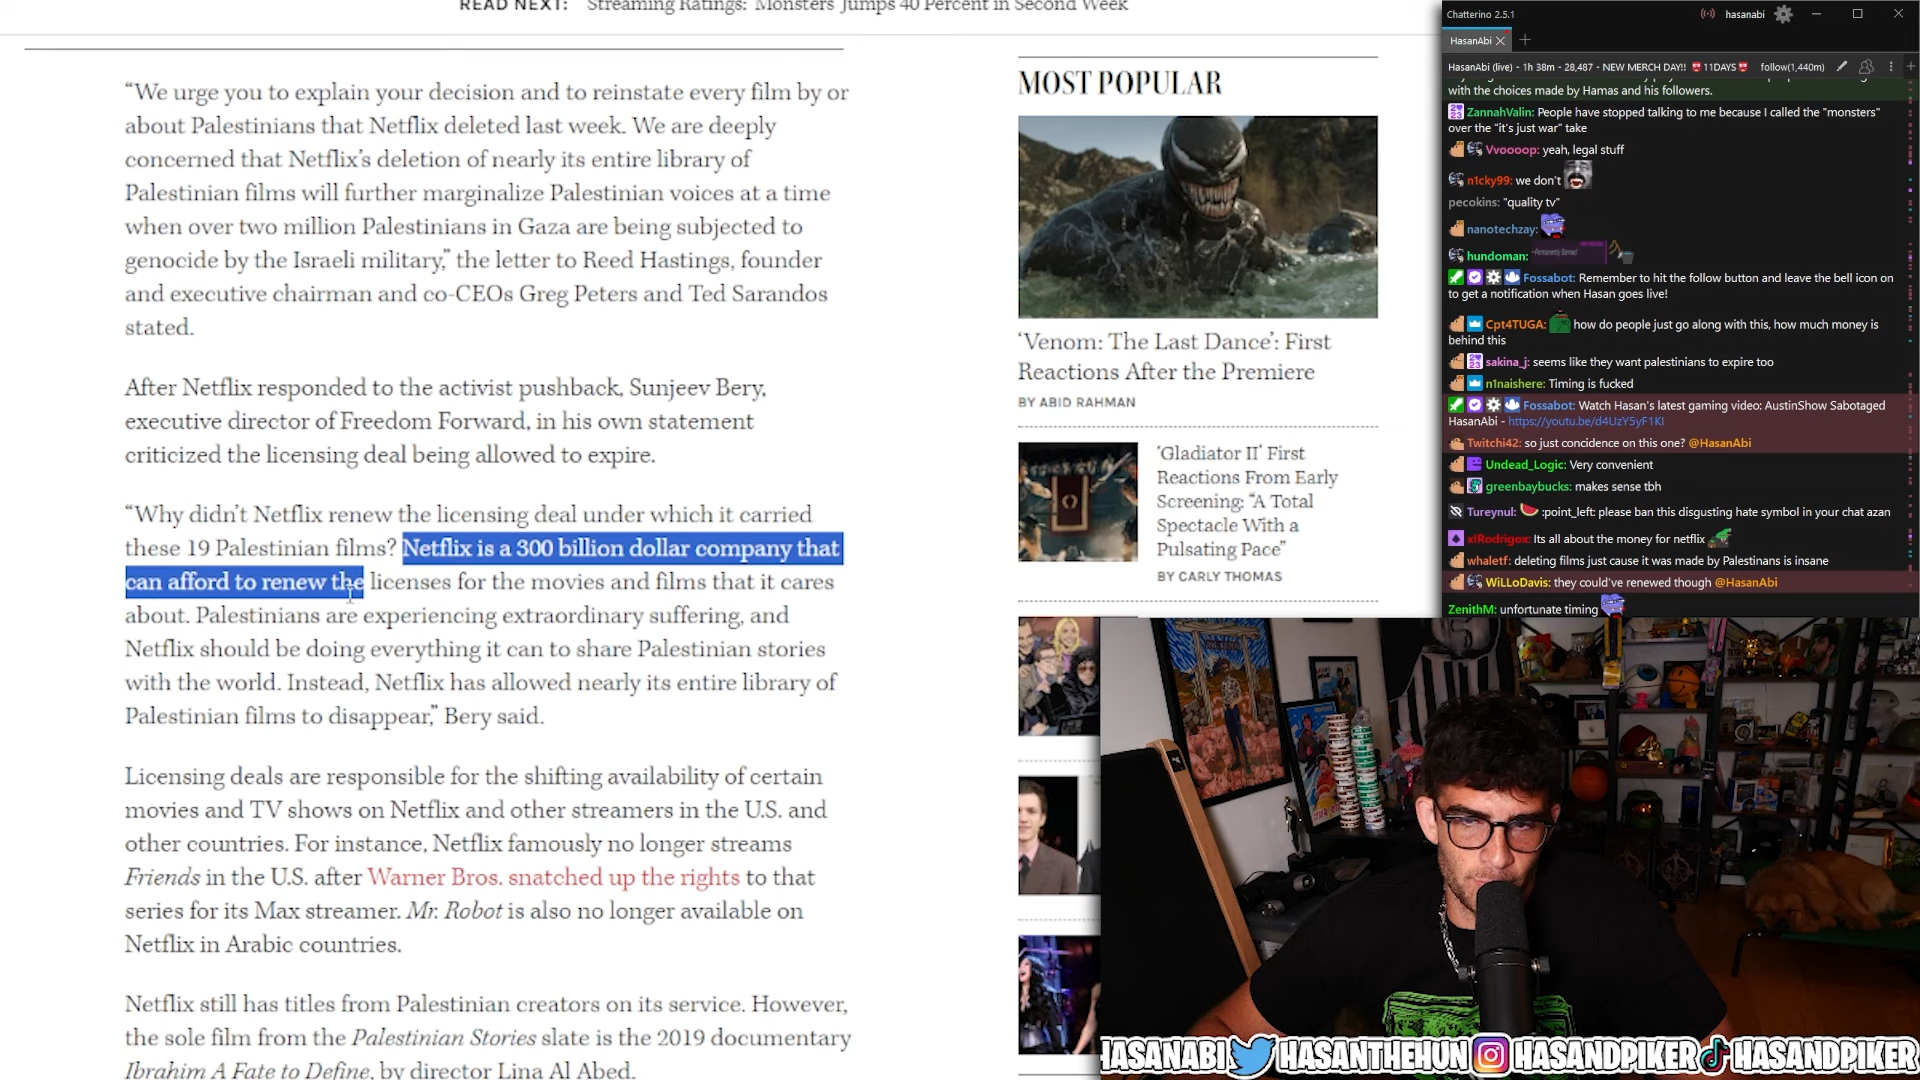 READ NEXT: Streaming Ratings: 'Monsters' Jumps 40 Percent in Second Week
“We urge you to explain your decision and to reinstate every film by or
about Palestinians that Netflix deleted last week. We are deeply
concerned that Netflix’s deletion of nearly its entire library of
Palestinian films will further marginalize Palestinian voices at a time
when over two million Palestinians in Gaza are being subjected to
genocide by the Israeli military,” the letter to Reed Hastings, founder
and executive chairman and co-CEOs Greg Peters and Ted Sarandos
stated.
After Netflix responded to the activist pushback, Sunjeev Bery,
executive director of Freedom Forward, in his own statement
criticized the licensing deal being allowed to expire.
“Why didn’t Netflix renew the licensing deal under which it carried
these 19 Palestinian films? Netflix is a 300 billion dollar company that
can afford to renew the licenses for the movies and films that it cares
about. Palestinians are experiencing extraordinary suffering, and
Netflix should be doing everything it can to share Palestinian stories
with the world. Instead, Netflix has allowed nearly its entire library of
Palestinian films to disappear,” Bery said.
Licensing deals are responsible for the shifting availability of certain
movies and TV shows on Netflix and other streamers in the U.S. and
other countries. For instance, Netflix famously no longer streams
Friends in the U.S. after Warner Bros. snatched up the rights to that
series for its Max streamer. Mr. Robot is also no longer available on
Netflix in Arabic countries.
Netflix still has titles from Palestinian creators on its service. However,
the sole film from the Palestinian Stories slate is the 2019 documentary
Ibrahim A Fate to Define, by director Lina Al Abed.
MOST POPULAR
‘Venom: The Last Dance’: First
Reactions After the Premiere
BY ABID RAHMAN
‘Gladiator II’ First
Reactions From Early
Screening: “A Total
Spectacle With a
Pulsating Peace”
BY CARLY THOMAS
Chatterino 2.5.1
hasanabi
HasanAbi
HasanAbi (live) - 1h 38m - 28,487 - NEW MERCH DAY!! 11DAYS follow(1,440m)
with the choices made by Hamas and his followers.
ZannahValin: People have stopped talking to me because I called the "monsters"
over the "it's just war" take
Vvoooop: yeah, legal stuff
n1cky99: we don't
pecokins: "quality tv"
nanotechzay:
hundoman: Permanently Banned
Fossabot: Remember to hit the follow button and leave the bell icon on
to get a notification when Hasan goes live!
Cpt4TUGA: how do people just go along with this, how much money is
behind this
sakina_j: seems like they want palestinians to expire too
n1naishere: Timing is fucked
Fossabot: Watch Hasan's latest gaming video: AustinShow Sabotaged
HasanAbi - https://youtu.be/d4UzY5yF1KI
Twitchi42: so just concidence on this one? @HasanAbi
Undead_Logic: Very convenient
greenbaybucks: makes sense tbh
Tureynul: :point_left: please ban this disgusting hate symbol in your chat azan
xlRodrigox: Its all about the money for netflix
whaletf: deleting films just cause it was made by Palestinans is insane
WiLLoDavis: they could've renewed though @HasanAbi
ZenithM: unfortunate timing
HASANABI HASANTHEHUN HASANDPIKER HASANDPIKER